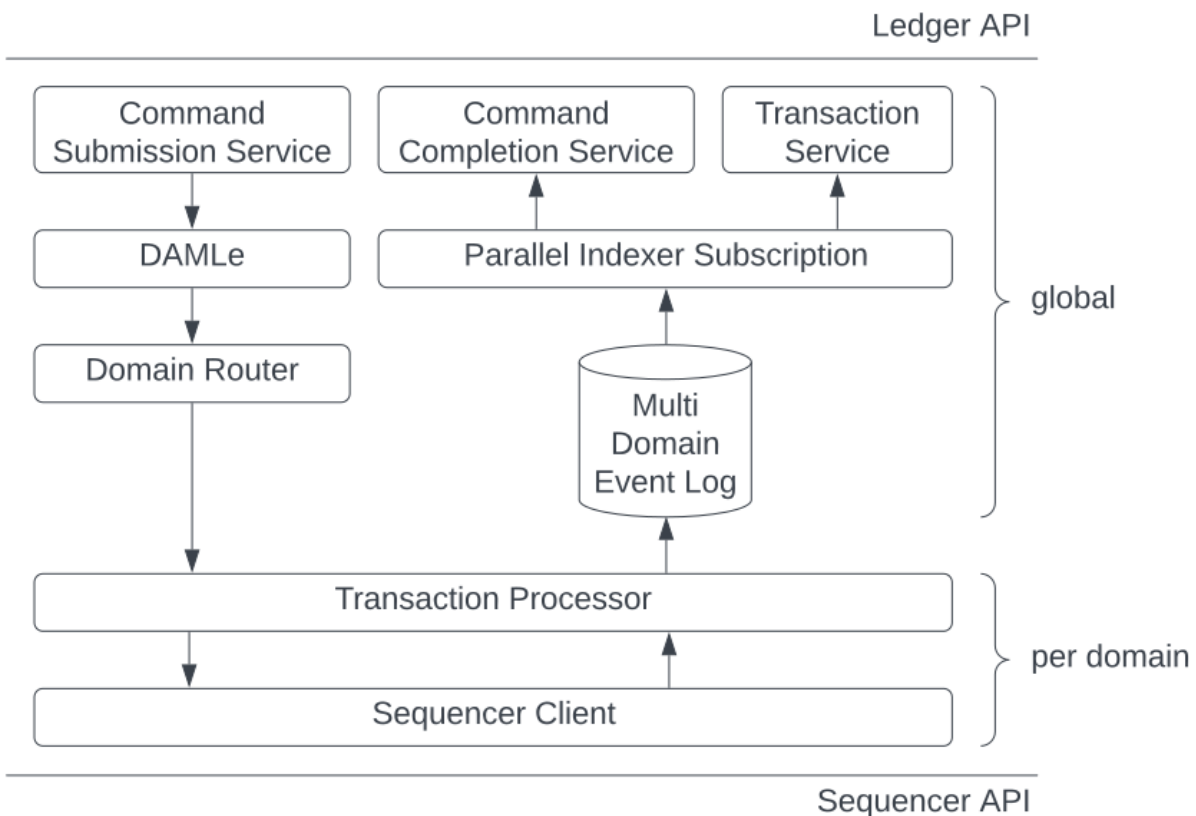 Ledger API
Command
Submission Service
Command
Completion Service
Transaction
Service
DAMLe
Parallel Indexer Subscription
global
Domain Router
Multi
Domain
Event Log
Transaction Processor
per domain
Sequencer Client
Sequencer API